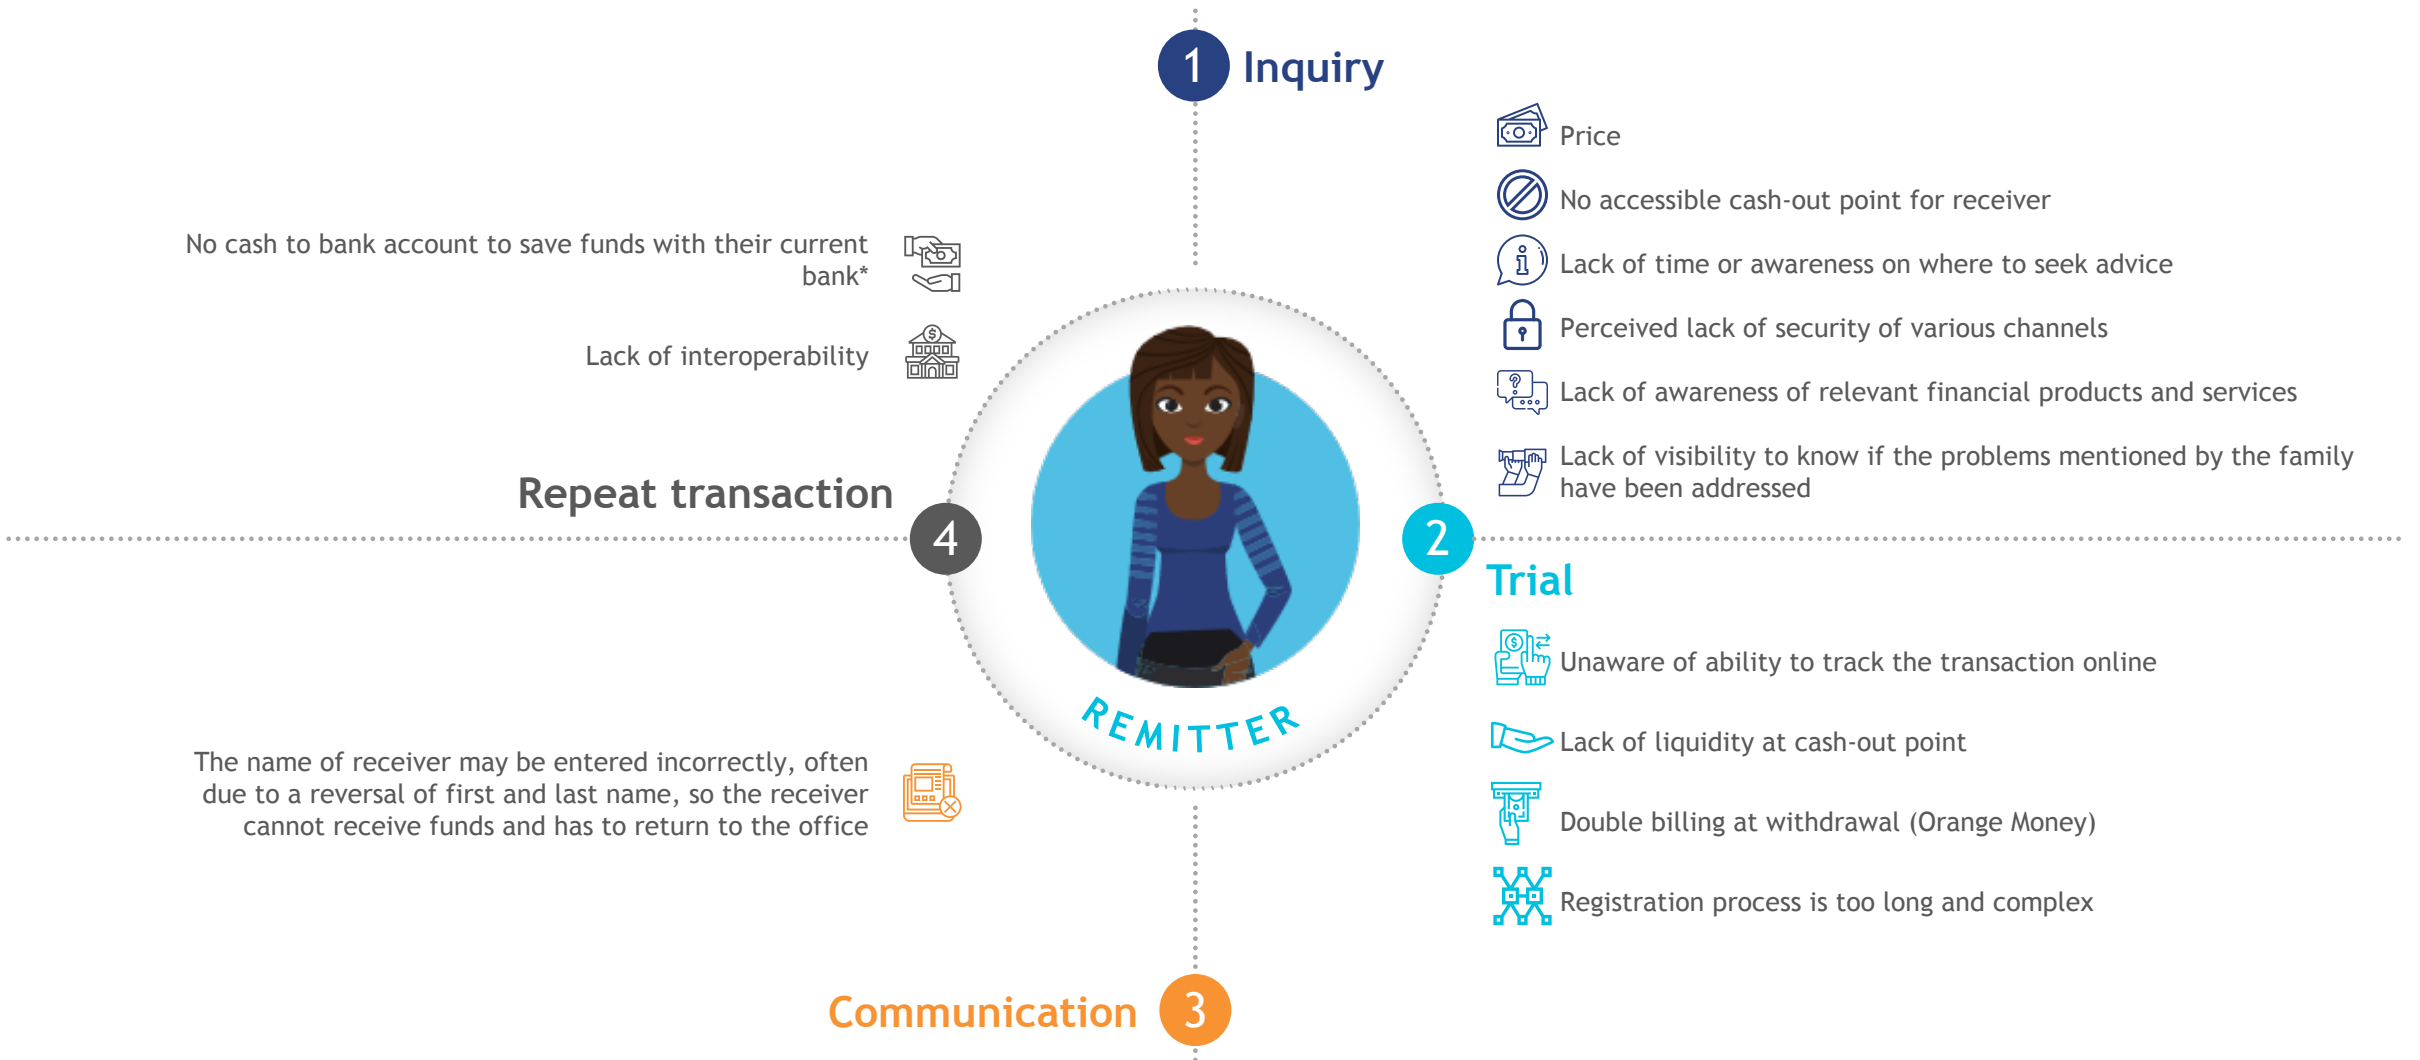 1 Inquiry
Price
No accessible cash-out point for receiver
Lack of time or awareness on where to seek advice
Perceived lack of security of various channels
Lack of awareness of relevant financial products and services
Lack of visibility to know if the problems mentioned by the family
have been addressed
2
Trial
Unaware of ability to track the transaction online
Lack of liquidity at cash-out point
Double billing at withdrawal (Orange Money)
Registration process is too long and complex
Communication 3
The name of receiver may be entered incorrectly, often
due to a reversal of first and last name, so the receiver
cannot receive funds and has to return to the office
Repeat transaction
4
No cash to bank account to save funds with their current
bank*
Lack of interoperability
REMITTER